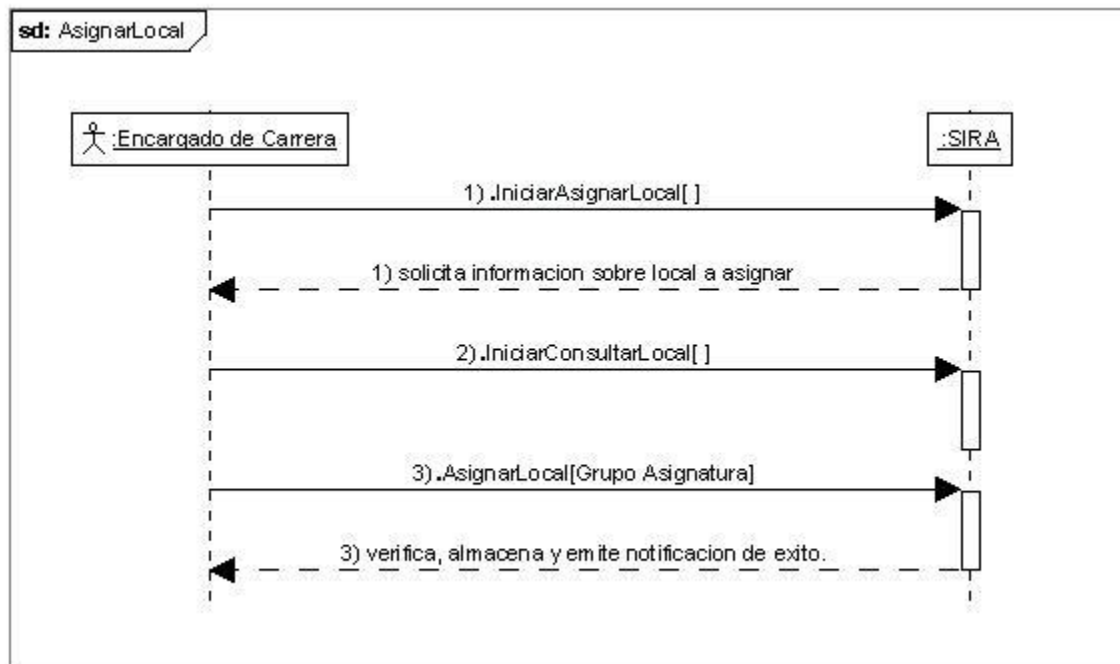 sd: AsignarLocal
:Encargado de Carrera
:SIRA
1) .IniciarAsignarLocal[ ]
1) solicita informacion sobre local a asignar
2).IniciarConsultarLocal[ ]
3).AsignarLocal[Grupo Asignatura]
3) verifica, almacena y emite notificacion de exito.